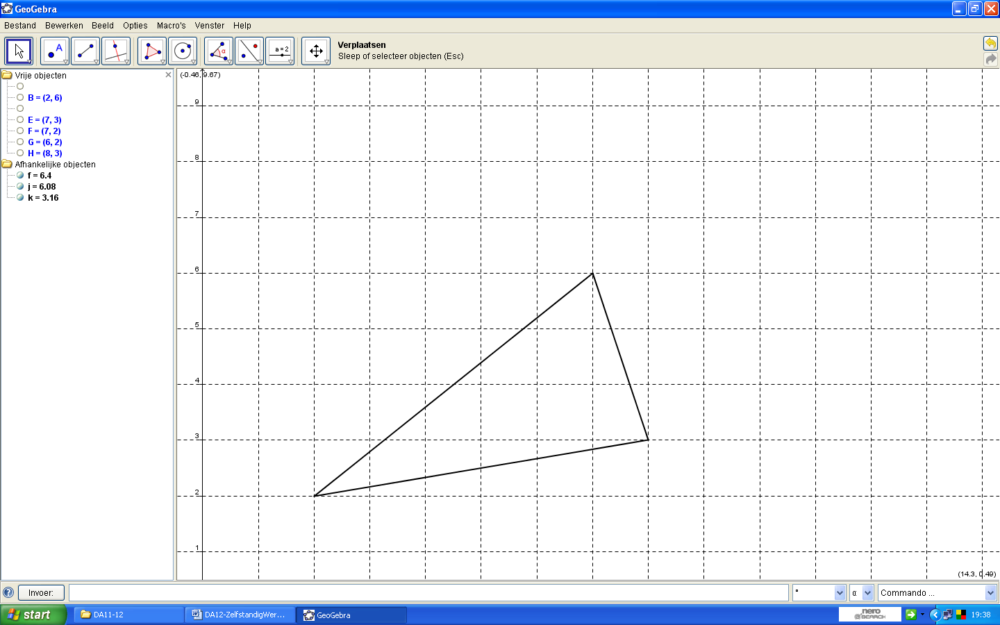 GeoGebra
Bestand Bewerken Beeld Opties Macro's Venster Help
A
α
a = 2
Verplaatsen
Sleep of selecteer objecten (Esc)
Vrije objecten
B = (2, 6)
E = (7, 3)
F = (7, 2)
G = (6, 2)
H = (8, 3)
Afhankelijke objecten
f = 6.4
j = 6.08
k = 3.16
(-0.46, 9.67)
9
8
7
6
5
4
3
2
1
(14.3, 0.49)
Invoer:
°
α
Commando ...
start
DA11-12
DA12-ZelfstandigWer...
GeoGebra
nero
SEARCH
19:38